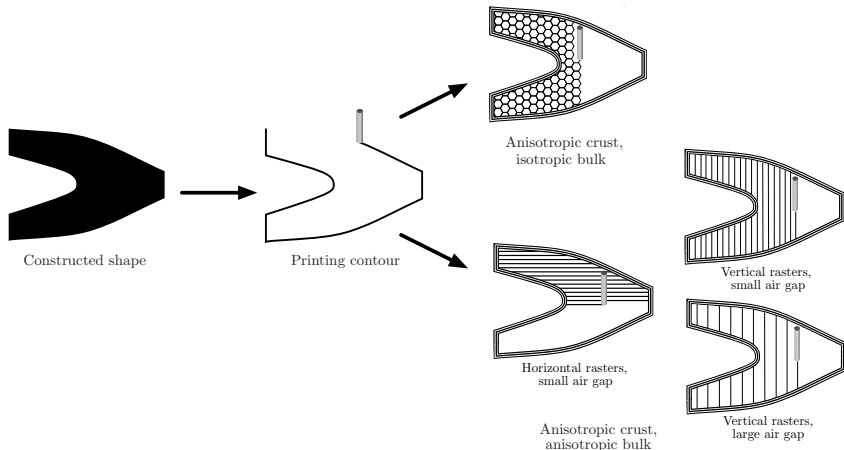 Anisotropic crust,
isotropic bulk
Constructed shape
Printing contour
Vertical rasters,
small air gap
Horizontal rasters,
small air gap
Vertical rasters,
large air gap
Anisotropic crust,
anisotropic bulk